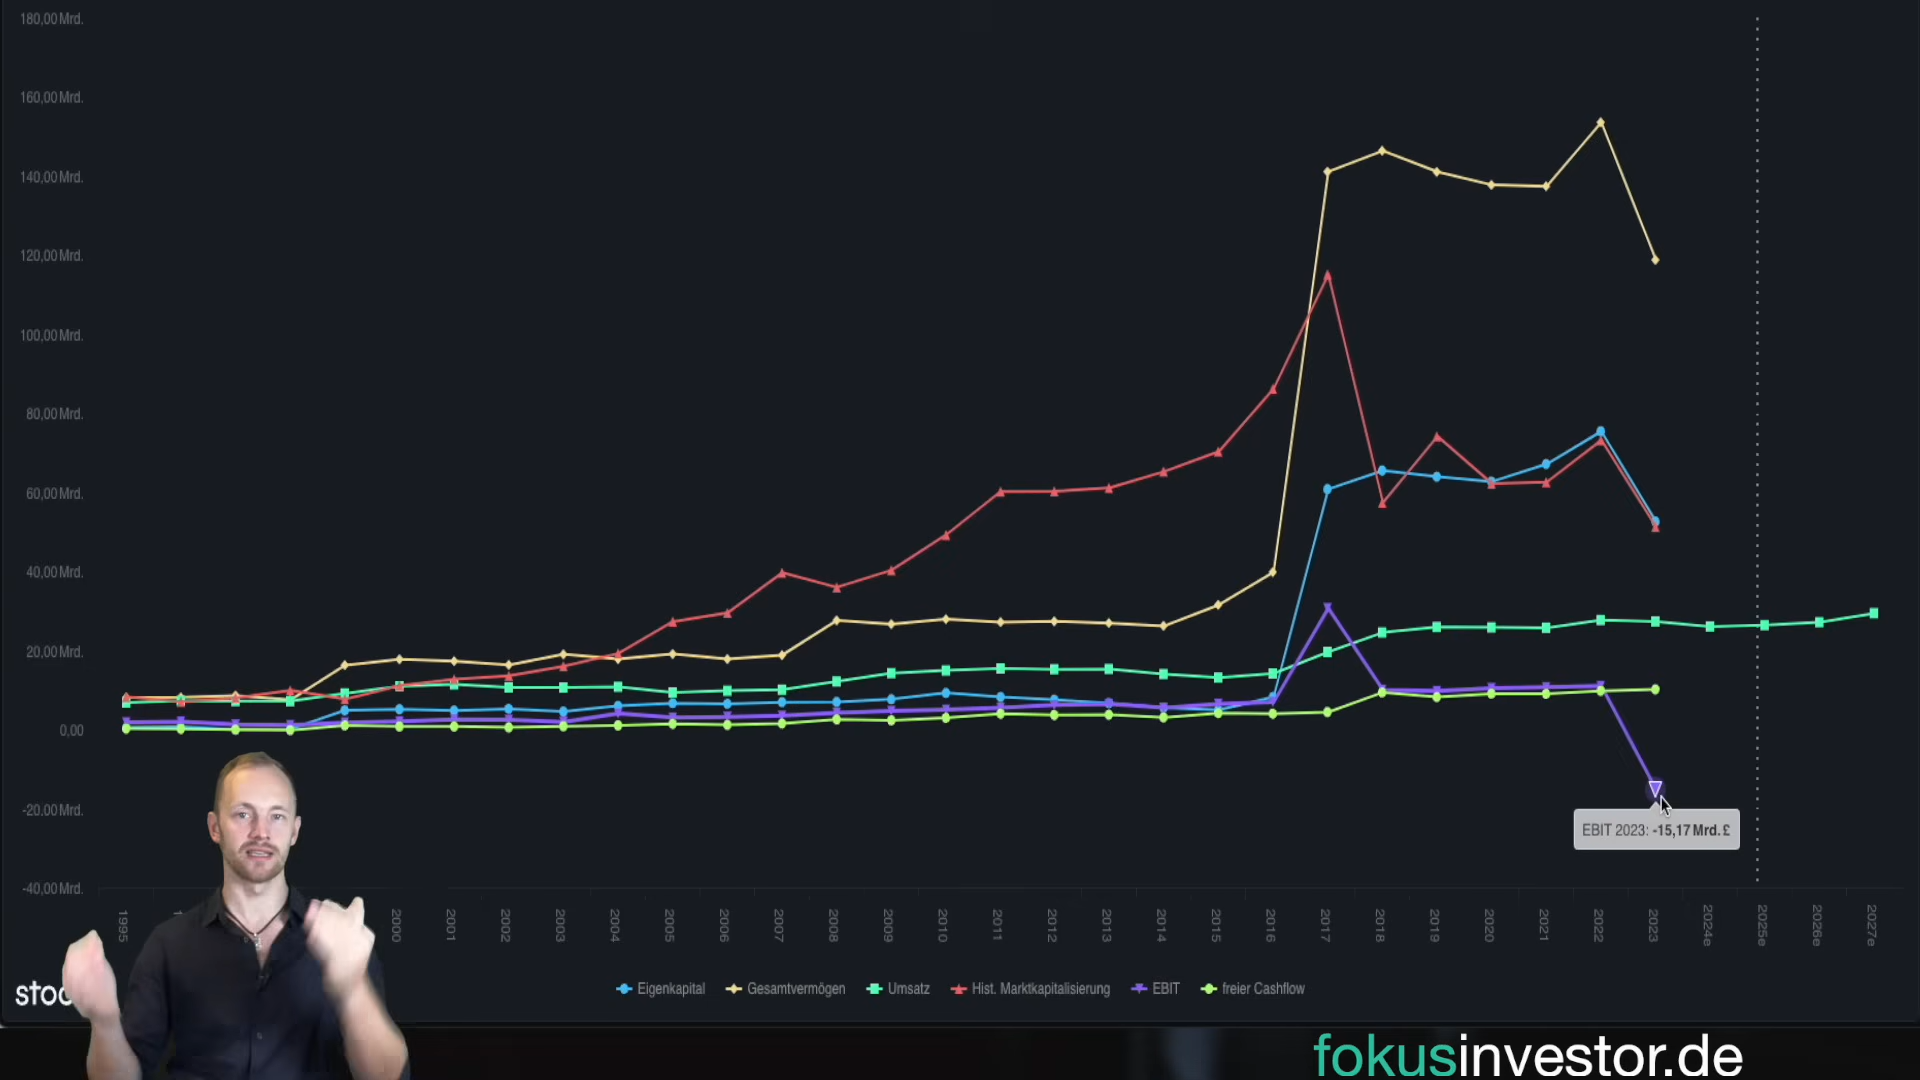 180,00 Mrd.
160,00 Mrd.
140,00 Mrd.
120,00 Mrd.
100,00 Mrd.
80,00 Mrd.
60,00 Mrd.
40,00 Mrd.
20,00 Mrd.
0,00
-20,00 Mrd.
-40,00 Mrd.
EBIT 2023: -15,17 Mrd. £
1995
2000
2001
2002
2003
2004
2005
2006
2007
2008
2009
2010
2011
2012
2013
2014
2015
2016
2017
2018
2019
2020
2021
2022
2023
2024e
2025e
2026e
2027e
Eigenkapital
Gesamtvermögen
Umsatz
Hist. Marktkapitalisierung
EBIT
freier Cashflow
fokusinvestor.de